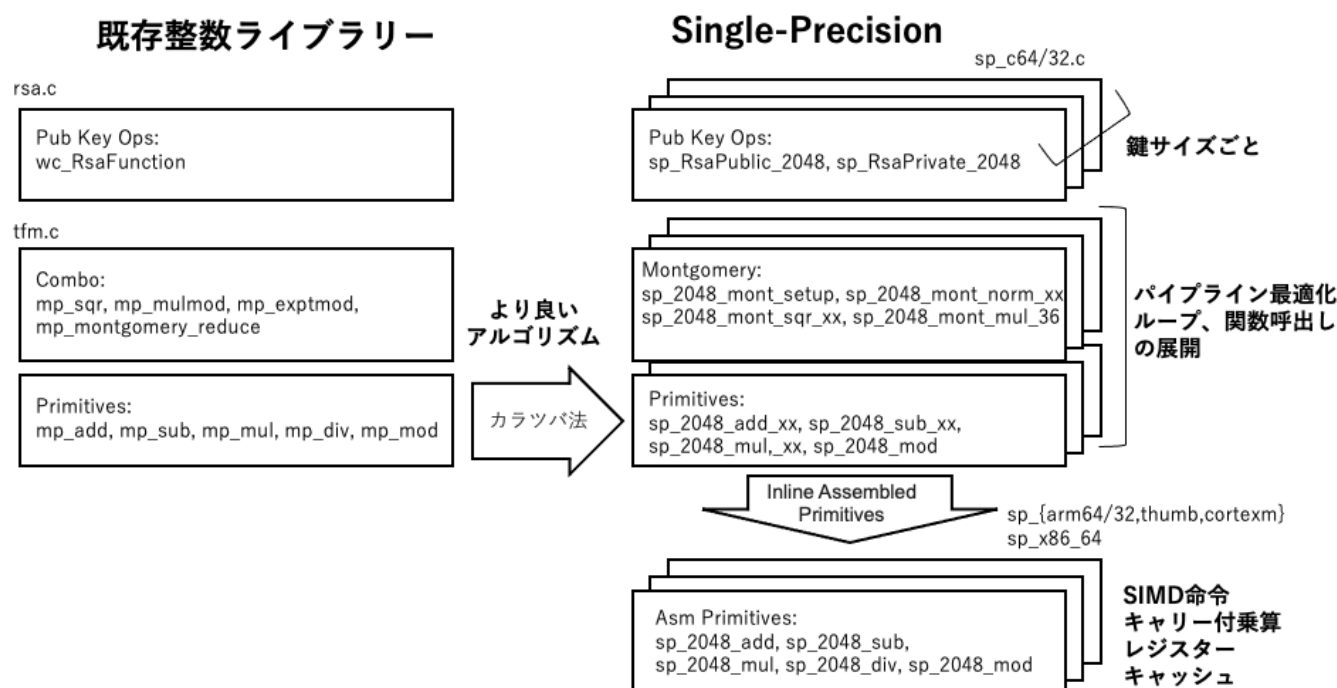 既存整数ライブラリー
rsa.c
Pub Key Ops:
wc_RsaFunction
tfm.c
Combo:
mp_sqr, mp_mulmod, mp_exptmod,
mp_montgomery_reduce
Primitives:
mp_add, mp_sub, mp_mul, mp_div, mp_mod
より良い
アルゴリズム
カラツバ法
Single-Precision
sp_c64/32.c
Pub Key Ops:
sp_RsaPublic_2048, sp_RsaPrivate_2048
鍵サイズごと
Montgomery:
sp_2048_mont_setup, sp_2048_mont_norm_xx
sp_2048_mont_sqr_xx, sp_2048_mont_mul_36
パイプライン最適化
ループ、関数呼出し
の展開
Primitives:
sp_2048_add_xx, sp_2048_sub_xx,
sp_2048_mul,_xx, sp_2048_mod
Inline Assembled
Primitives
sp_{arm64/32,thumb,cortexm}
sp_x86_64
Asm Primitives:
sp_2048_add, sp_2048_sub,
sp_2048_mul, sp_2048_div, sp_2048_mod
SIMD命令
キャリー付乗算
レジスター
キャッシュ